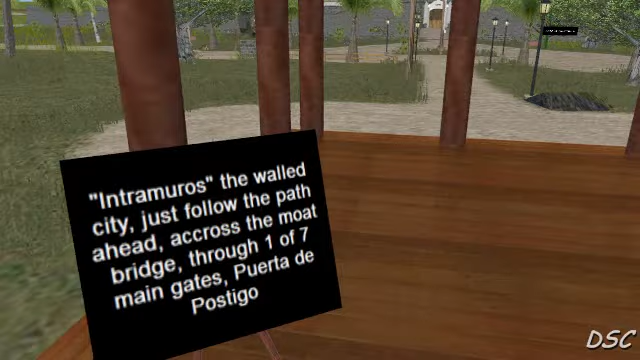 "Intramuros" the walled
city, just follow the path
ahead, accross the moat
bridge, through 1 of 7
main gates, Puerta de
Postigo
DSC